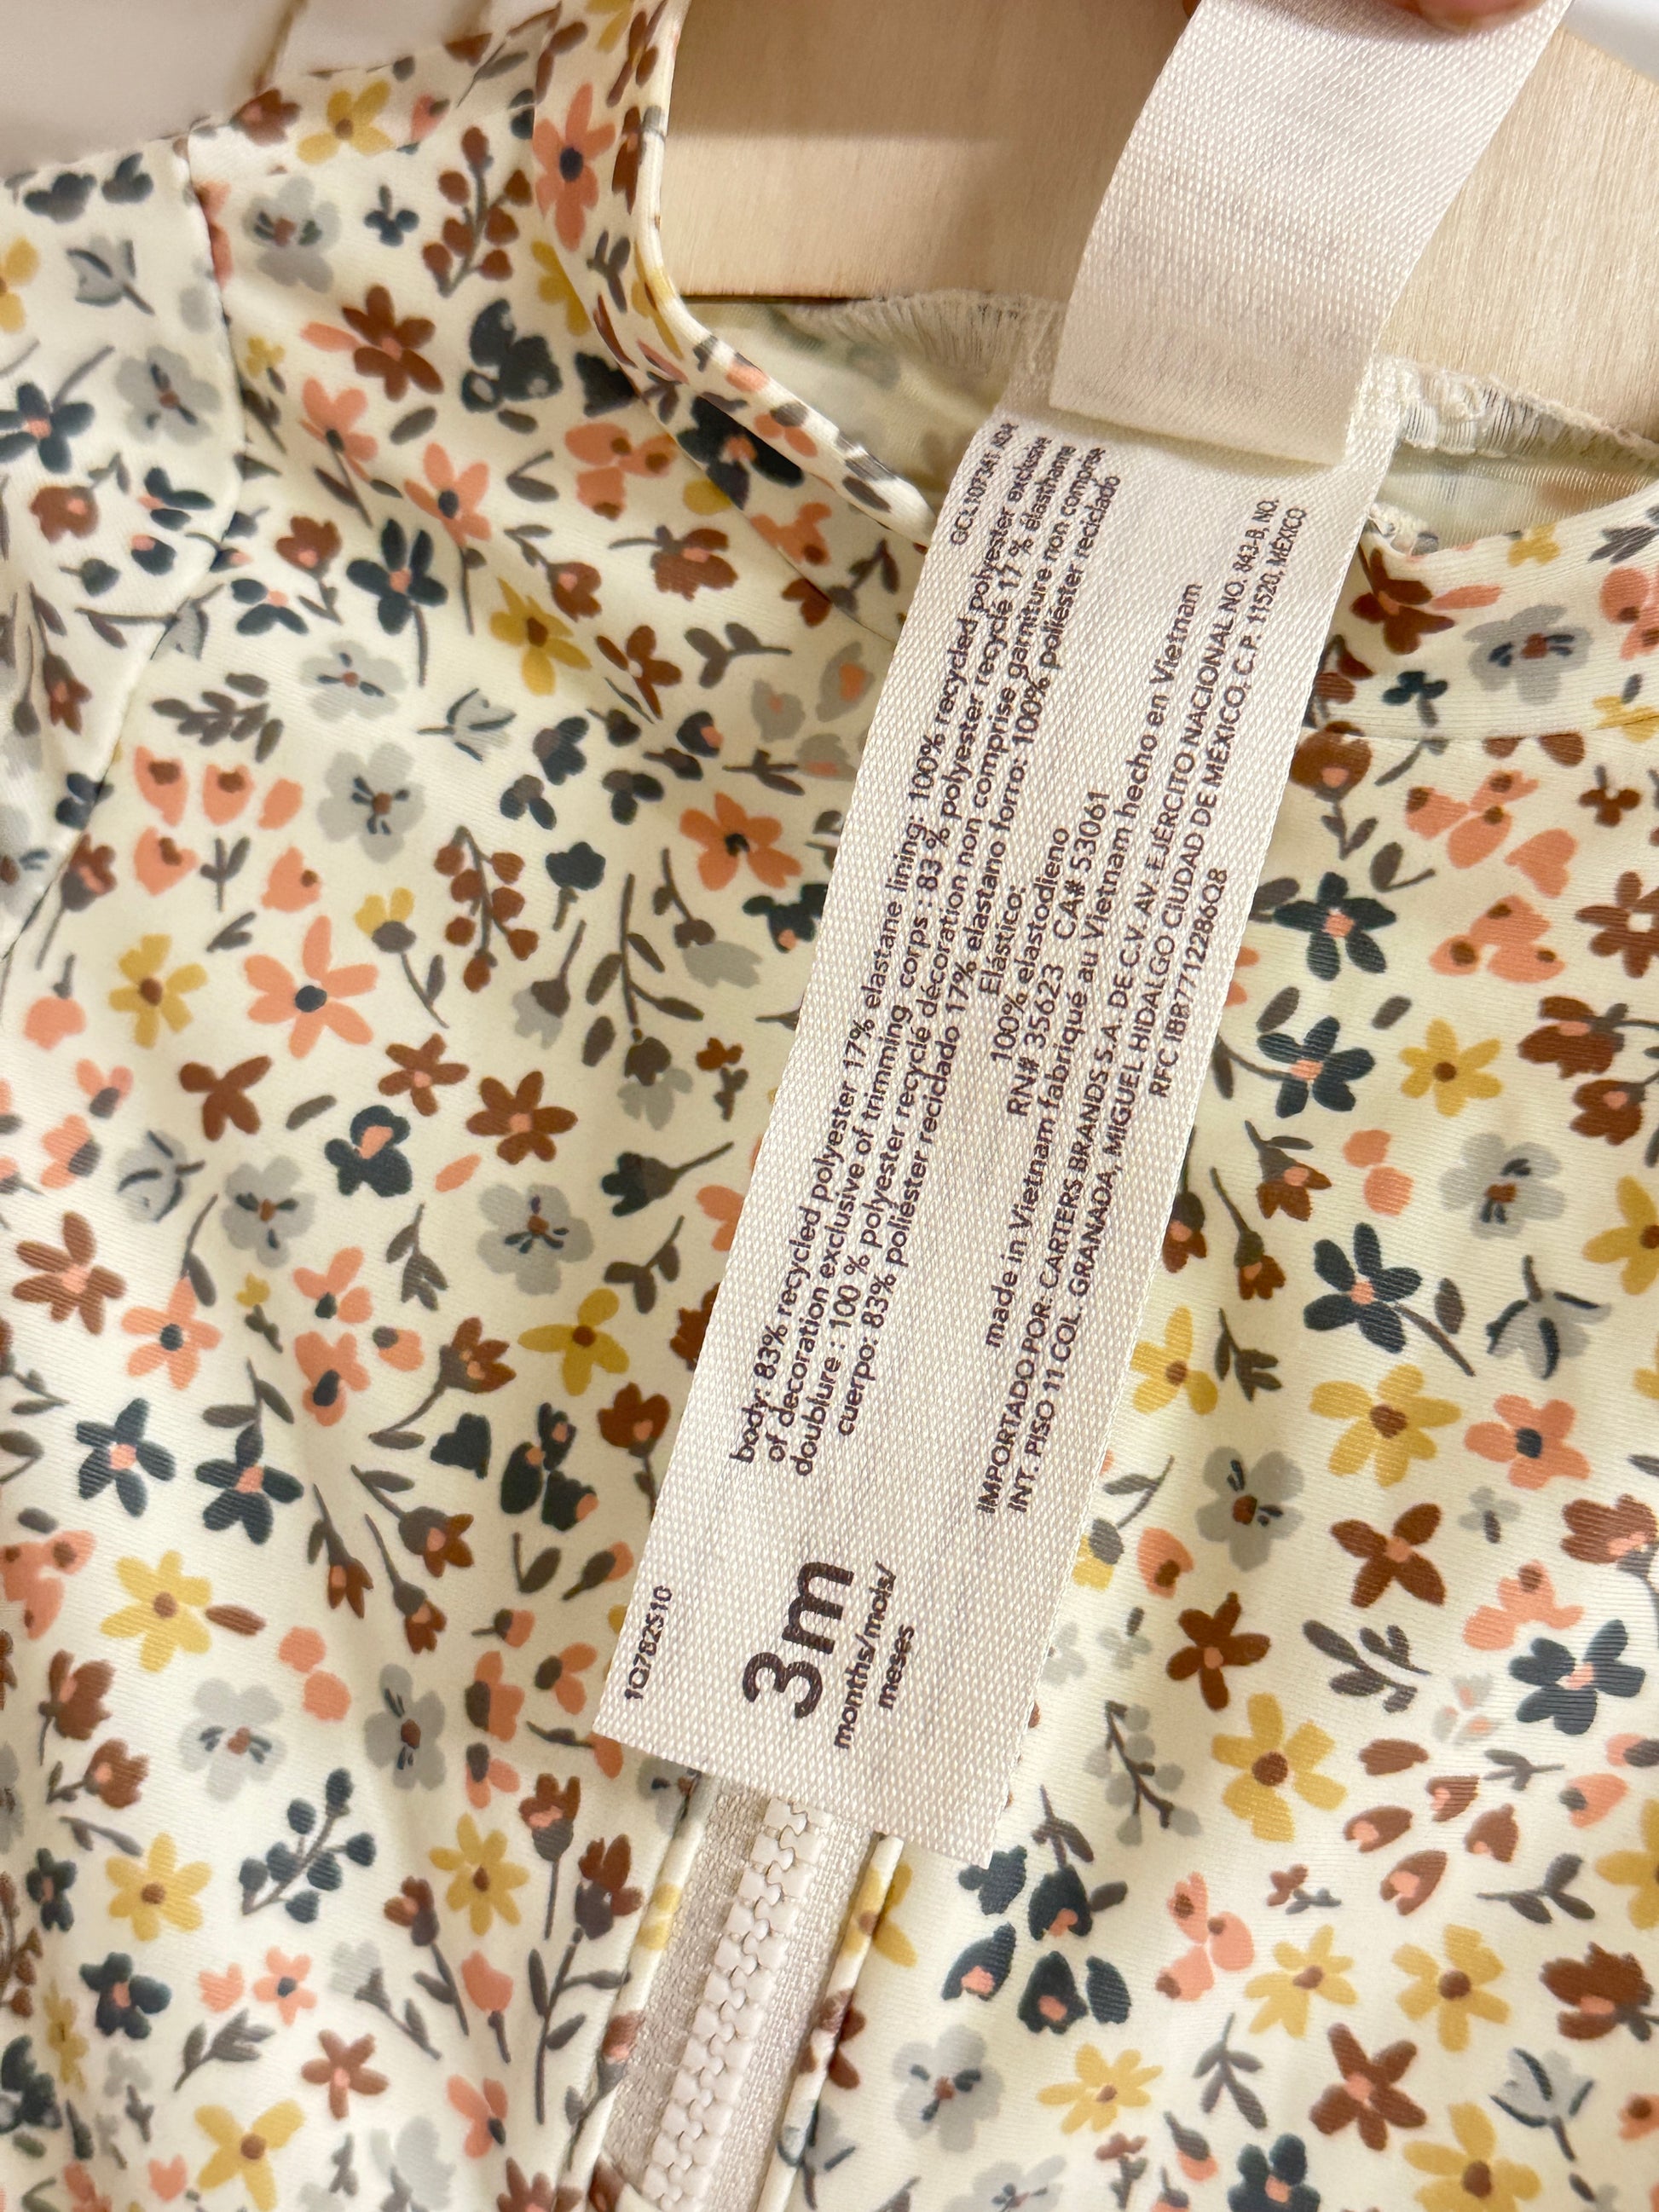 1Q782510
3m
months/mois/
meses
body: 83% recycled polyester 17% elastane lining: 100% recycled polyester exclusive
of decoration exclusive of trimming corps : 83 % polyester recyclé 17 % élasthanne
doublure : 100 % polyester recyclé décoration non comprise garniture non comprise
cuerpo: 83% poliéster reciclado 17% elastano forro: 100% poliéster reciclado
Elástico:
100% elastodieno
RN# 35623 CA# 53061
made in Vietnam fabriqué au Vietnam hecho en Vietnam
IMPORTADO POR: CARTERS BRANDS S.A. DE C.V. AV. EJÉRCITO NACIONAL NO. 843-B, NO.
INT. PISO 11 COL. GRANADA, MIGUEL HIDALGO CIUDAD DE MÉXICO. C.P. 11520, MÉXICO
RFC IBB7712286Q8